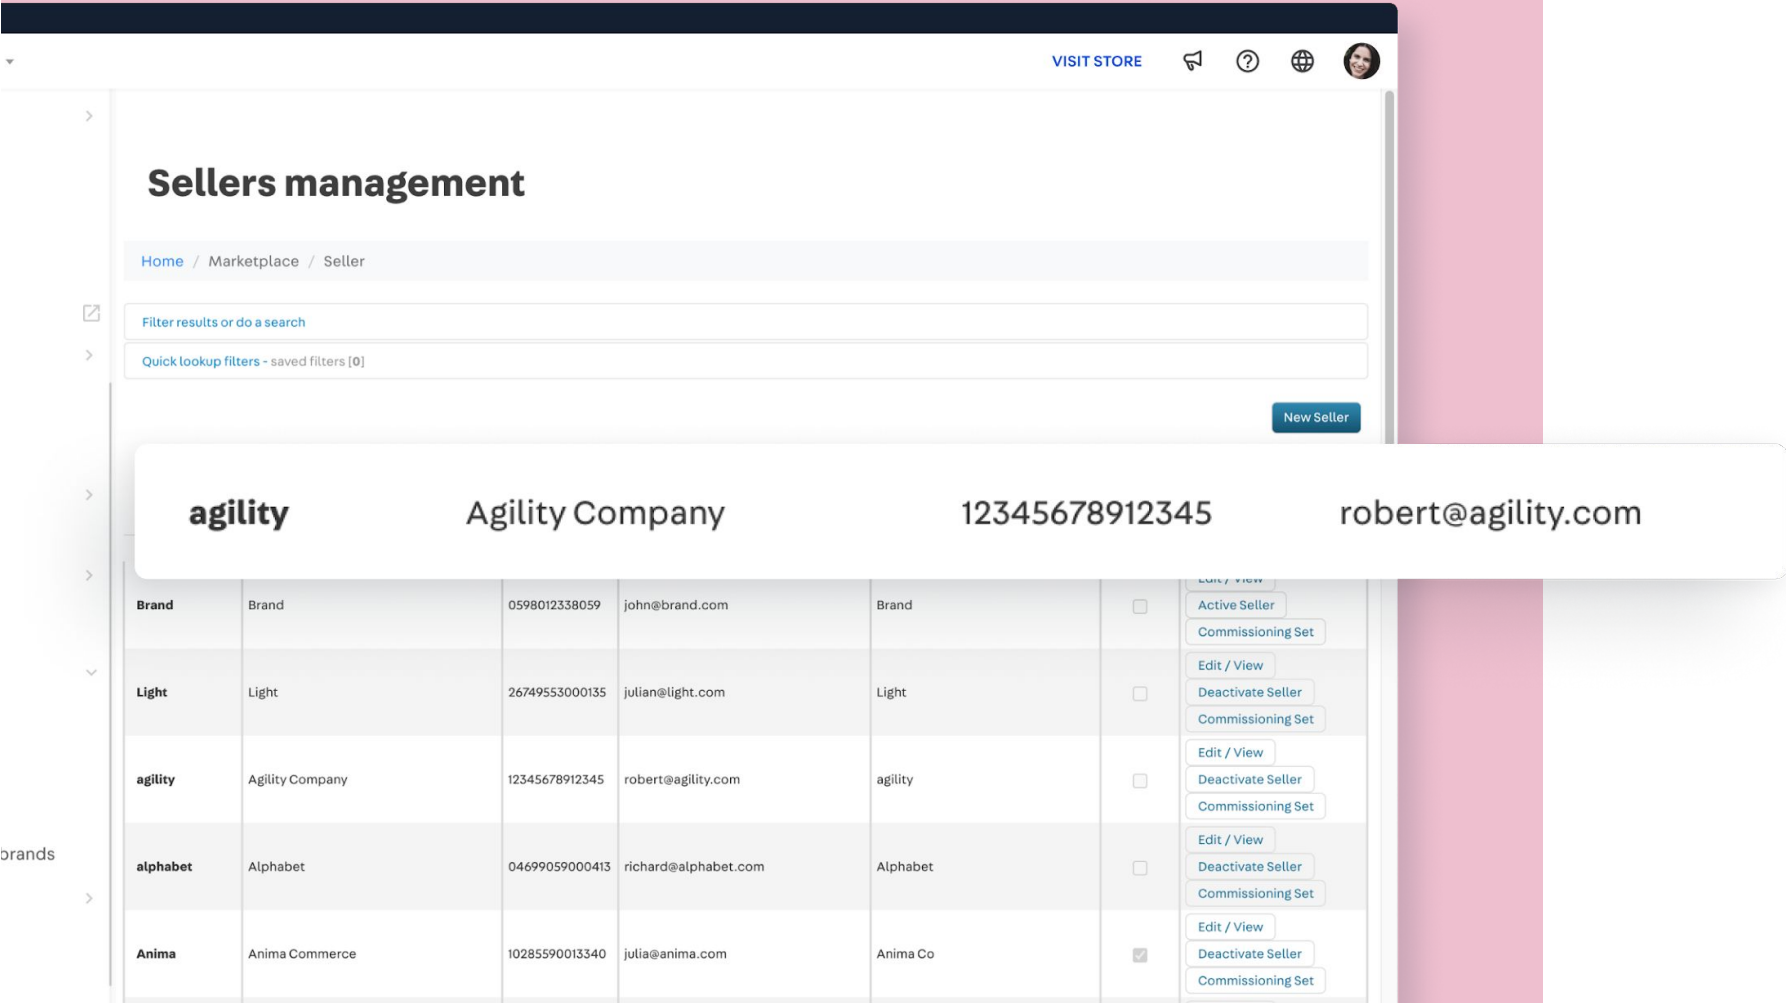 VISIT STORE
Sellers management
Home / Marketplace / Seller
Filter results or do a search
Quick lookup filters - saved filters [0]
New Seller
agility Agility Company 12345678912345 robert@agility.com
Edit / View
Brand Brand 0598012338059 john@brand.com Brand Active Seller
Commissioning Set
Edit / View
Light Light 26749553000135 julian@light.com Light Deactivate Seller
Commissioning Set
Edit / View
agility Agility Company 12345678912345 robert@agility.com agility Deactivate Seller
Commissioning Set
Edit / View
brands
alphabet Alphabet 04699059000413 richard@alphabet.com Alphabet Deactivate Seller
Commissioning Set
Edit / View
Anima Anima Commerce 10285590013340 julia@anima.com Anima Co Deactivate Seller
Commissioning Set